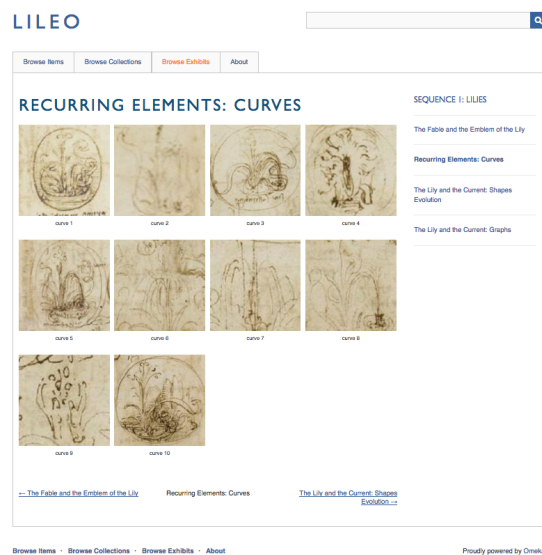 LILEO
Browse Items
Browse Collections
Browse Exhibits
About
RECURRING ELEMENTS: CURVES
curve 1
curve 2
curve 3
curve 4
curve 5
curve 6
curve 7
curve 8
curve 9
curve 10
← The Fable and the Emblem of the Lily
Recurring Elements: Curves
The Lily and the Current: Shapes
Evolution →
SEQUENCE 1: LILIES
The Fable and the Emblem of the Lily
Recurring Elements: Curves
The Lily and the Current: Shapes
Evolution
The Lily and the Current: Graphs
Browse Items · Browse Collections · Browse Exhibits · About
Proudly powered by Omek